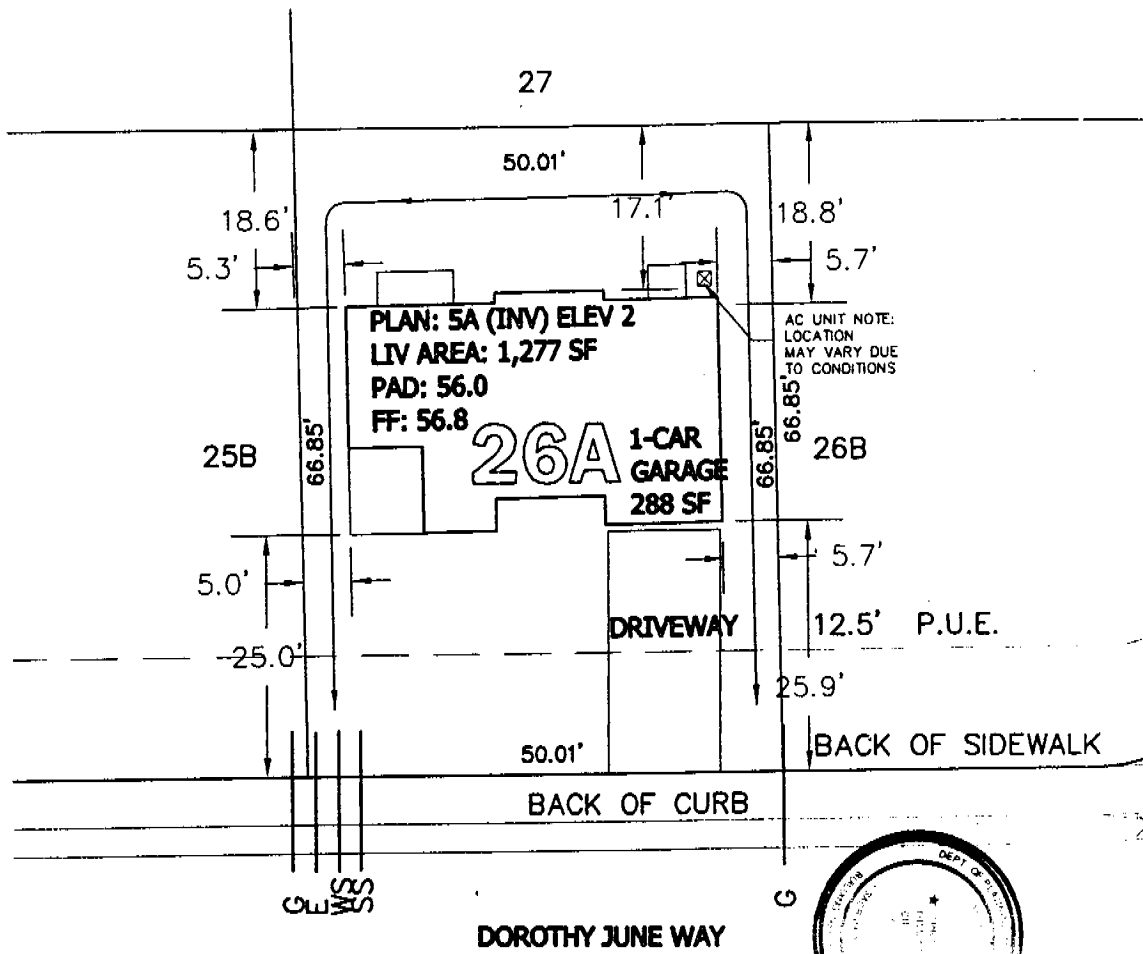 27
50.01'
18.6'
17.1'
18.8'
5.3'
5.7'
PLAN: 5A (INV) ELEV 2
LIV AREA: 1,277 SF
PAD: 56.0
FF: 56.8
AC UNIT NOTE:
LOCATION
MAY VARY DUE
TO CONDITIONS
25B
66.85'
26A
1-CAR
GARAGE
288 SF
66.85'
66.85'
26B
5.0'
5.7'
DRIVEWAY
12.5' P.U.E.
25.0'
25.9'
50.01'
BACK OF SIDEWALK
BACK OF CURB
G
E
WS
SS
G
DEPT OF
DOROTHY JUNE WAY